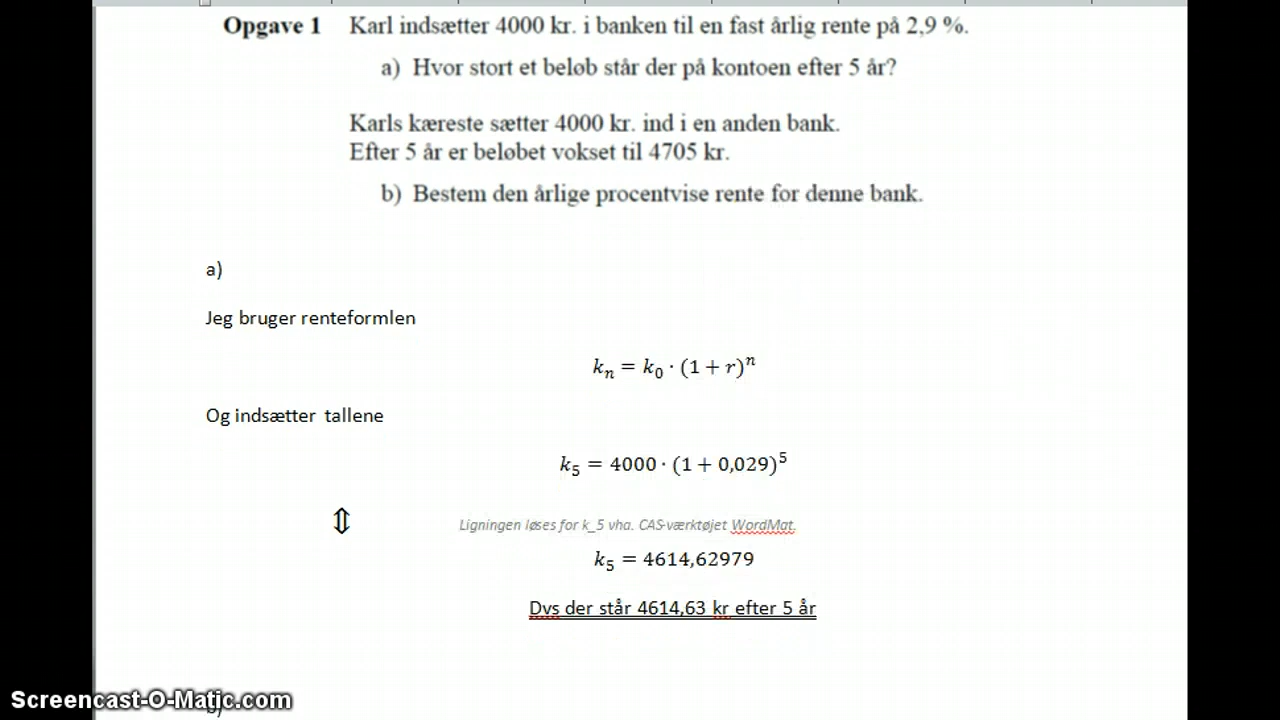 Opgave 1 Karl indsætter 4000 kr. i banken til en fast årlig rente på 2,9 %.
a) Hvor stort et beløb står der på kontoen efter 5 år?
Karls kæreste sætter 4000 kr. ind i en anden bank.
Efter 5 år er beløbet vokset til 4705 kr.
b) Bestem den årlige procentvise rente for denne bank.
a)
Jeg bruger renteformlen
kₙ = k₀ · (1 + r)ⁿ
Og indsætter tallene
k₅ = 4000 · (1 + 0,029)⁵
Ligningen løses for k_5 vha. CAS-værktøjet WordMat.
k₅ = 4614,62979
Dvs der står 4614,63 kr efter 5 år
Screencast-O-Matic.com